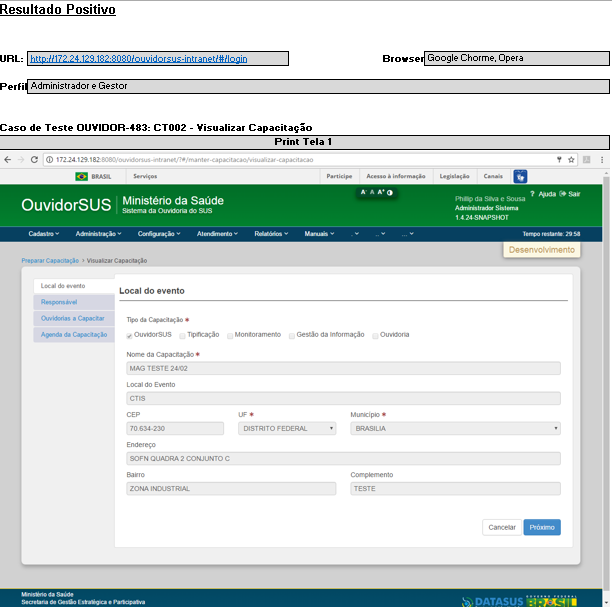 Resultado Positivo
URL: http://172.24.129.182:8080/ouvidorsus-intranet/#/login Browser Google Chorme, Opera
Perfil Administrador e Gestor
Caso de Teste OUVIDOR-483: CT002 - Visualizar Capacitação
Print Tela 1
172.24.129.182:8080/ouvidorsus-intranet/?#/manter-capacitacao/visualizar-capacitacao
BRASIL Serviços Participe Acesso à informação Legislação Canais
A- A A+
OuvidorSUS Ministério da Saúde
Sistema da Ouvidoria do SUS
Phillip da Silva e Sousa ? Ajuda Sair
Administrador Sistema
1.4.24-SNAPSHOT
Cadastro Administração Configuração Atendimento Relatórios Manuais . .. ... Tempo restante: 29:58
Desenvolvimento
Preparar Capacitação > Visualizar Capacitação
Local do evento
Responsável
Ouvidorias a Capacitar
Agenda da Capacitação
Local do evento
Tipo da Capacitação *
OuvidorSUS Tipificação Monitoramento Gestão da Informação Ouvidoria
Nome da Capacitação *
MAG TESTE 24/02
Local do Evento
CTIS
CEP UF * Município *
70.634-230 DISTRITO FEDERAL BRASILIA
Endereço
SOFN QUADRA 2 CONJUNTO C
Bairro Complemento
ZONA INDUSTRIAL TESTE
Cancelar Próximo
Ministério da Saúde
Secretaria de Gestão Estratégica e Participativa
DATASUS BRASIL